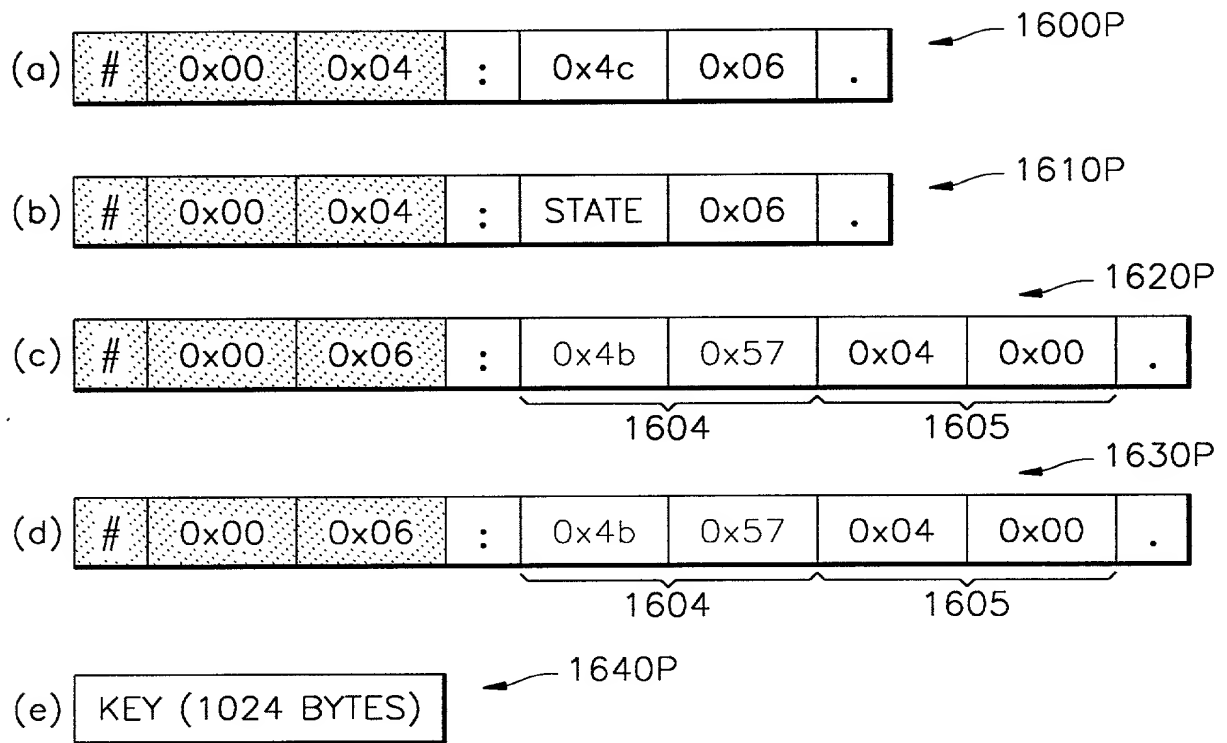 1600P
(a) # 0x00 0x04 : 0x4c 0x06 .
1610P
(b) # 0x00 0x04 : STATE 0x06 .
1620P
(c) # 0x00 0x06 : 0x4b 0x57 0x04 0x00 .
1604 1605
1630P
(d) # 0x00 0x06 : 0x4b 0x57 0x04 0x00 .
1604 1605
1640P
(e) KEY (1024 BYTES)